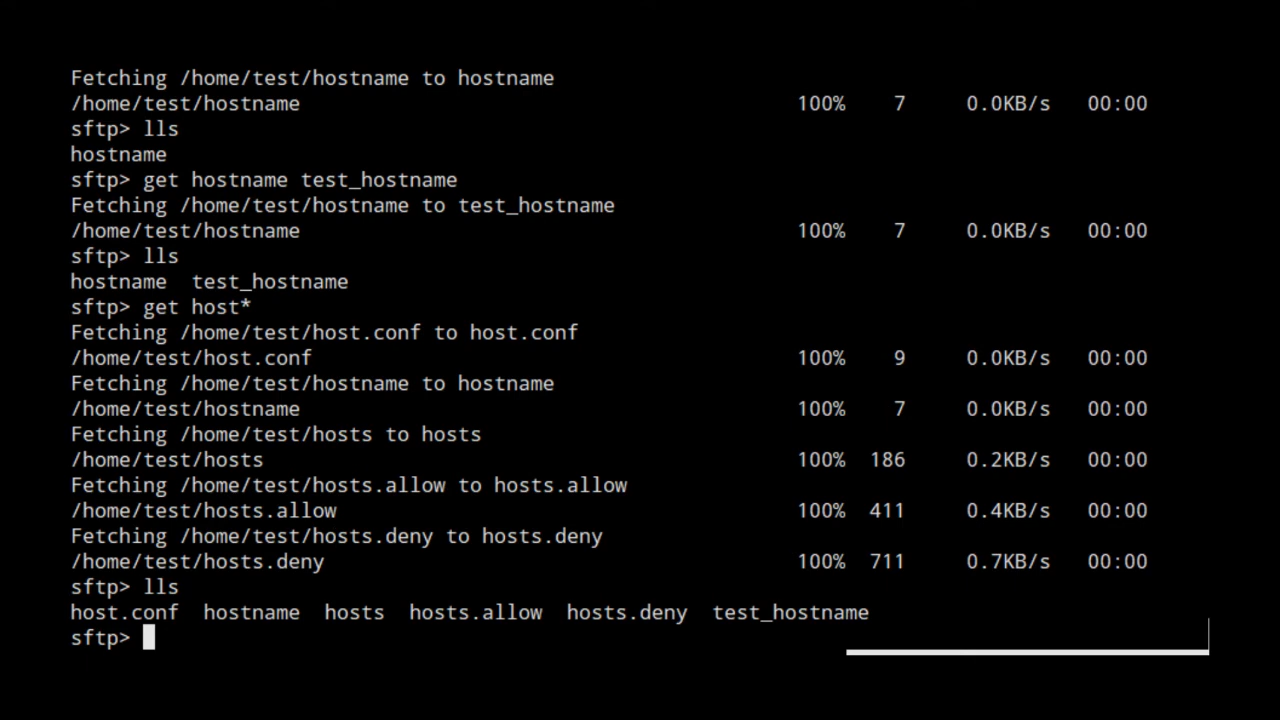 Fetching /home/test/hostname to hostname
/home/test/hostname 100% 7 0.0KB/s 00:00
sftp> lls
hostname
sftp> get hostname test_hostname
Fetching /home/test/hostname to test_hostname
/home/test/hostname 100% 7 0.0KB/s 00:00
sftp> lls
hostname test_hostname
sftp> get host*
Fetching /home/test/host.conf to host.conf
/home/test/host.conf 100% 9 0.0KB/s 00:00
Fetching /home/test/hostname to hostname
/home/test/hostname 100% 7 0.0KB/s 00:00
Fetching /home/test/hosts to hosts
/home/test/hosts 100% 186 0.2KB/s 00:00
Fetching /home/test/hosts.allow to hosts.allow
/home/test/hosts.allow 100% 411 0.4KB/s 00:00
Fetching /home/test/hosts.deny to hosts.deny
/home/test/hosts.deny 100% 711 0.7KB/s 00:00
sftp> lls
host.conf hostname hosts hosts.allow hosts.deny test_hostname
sftp>